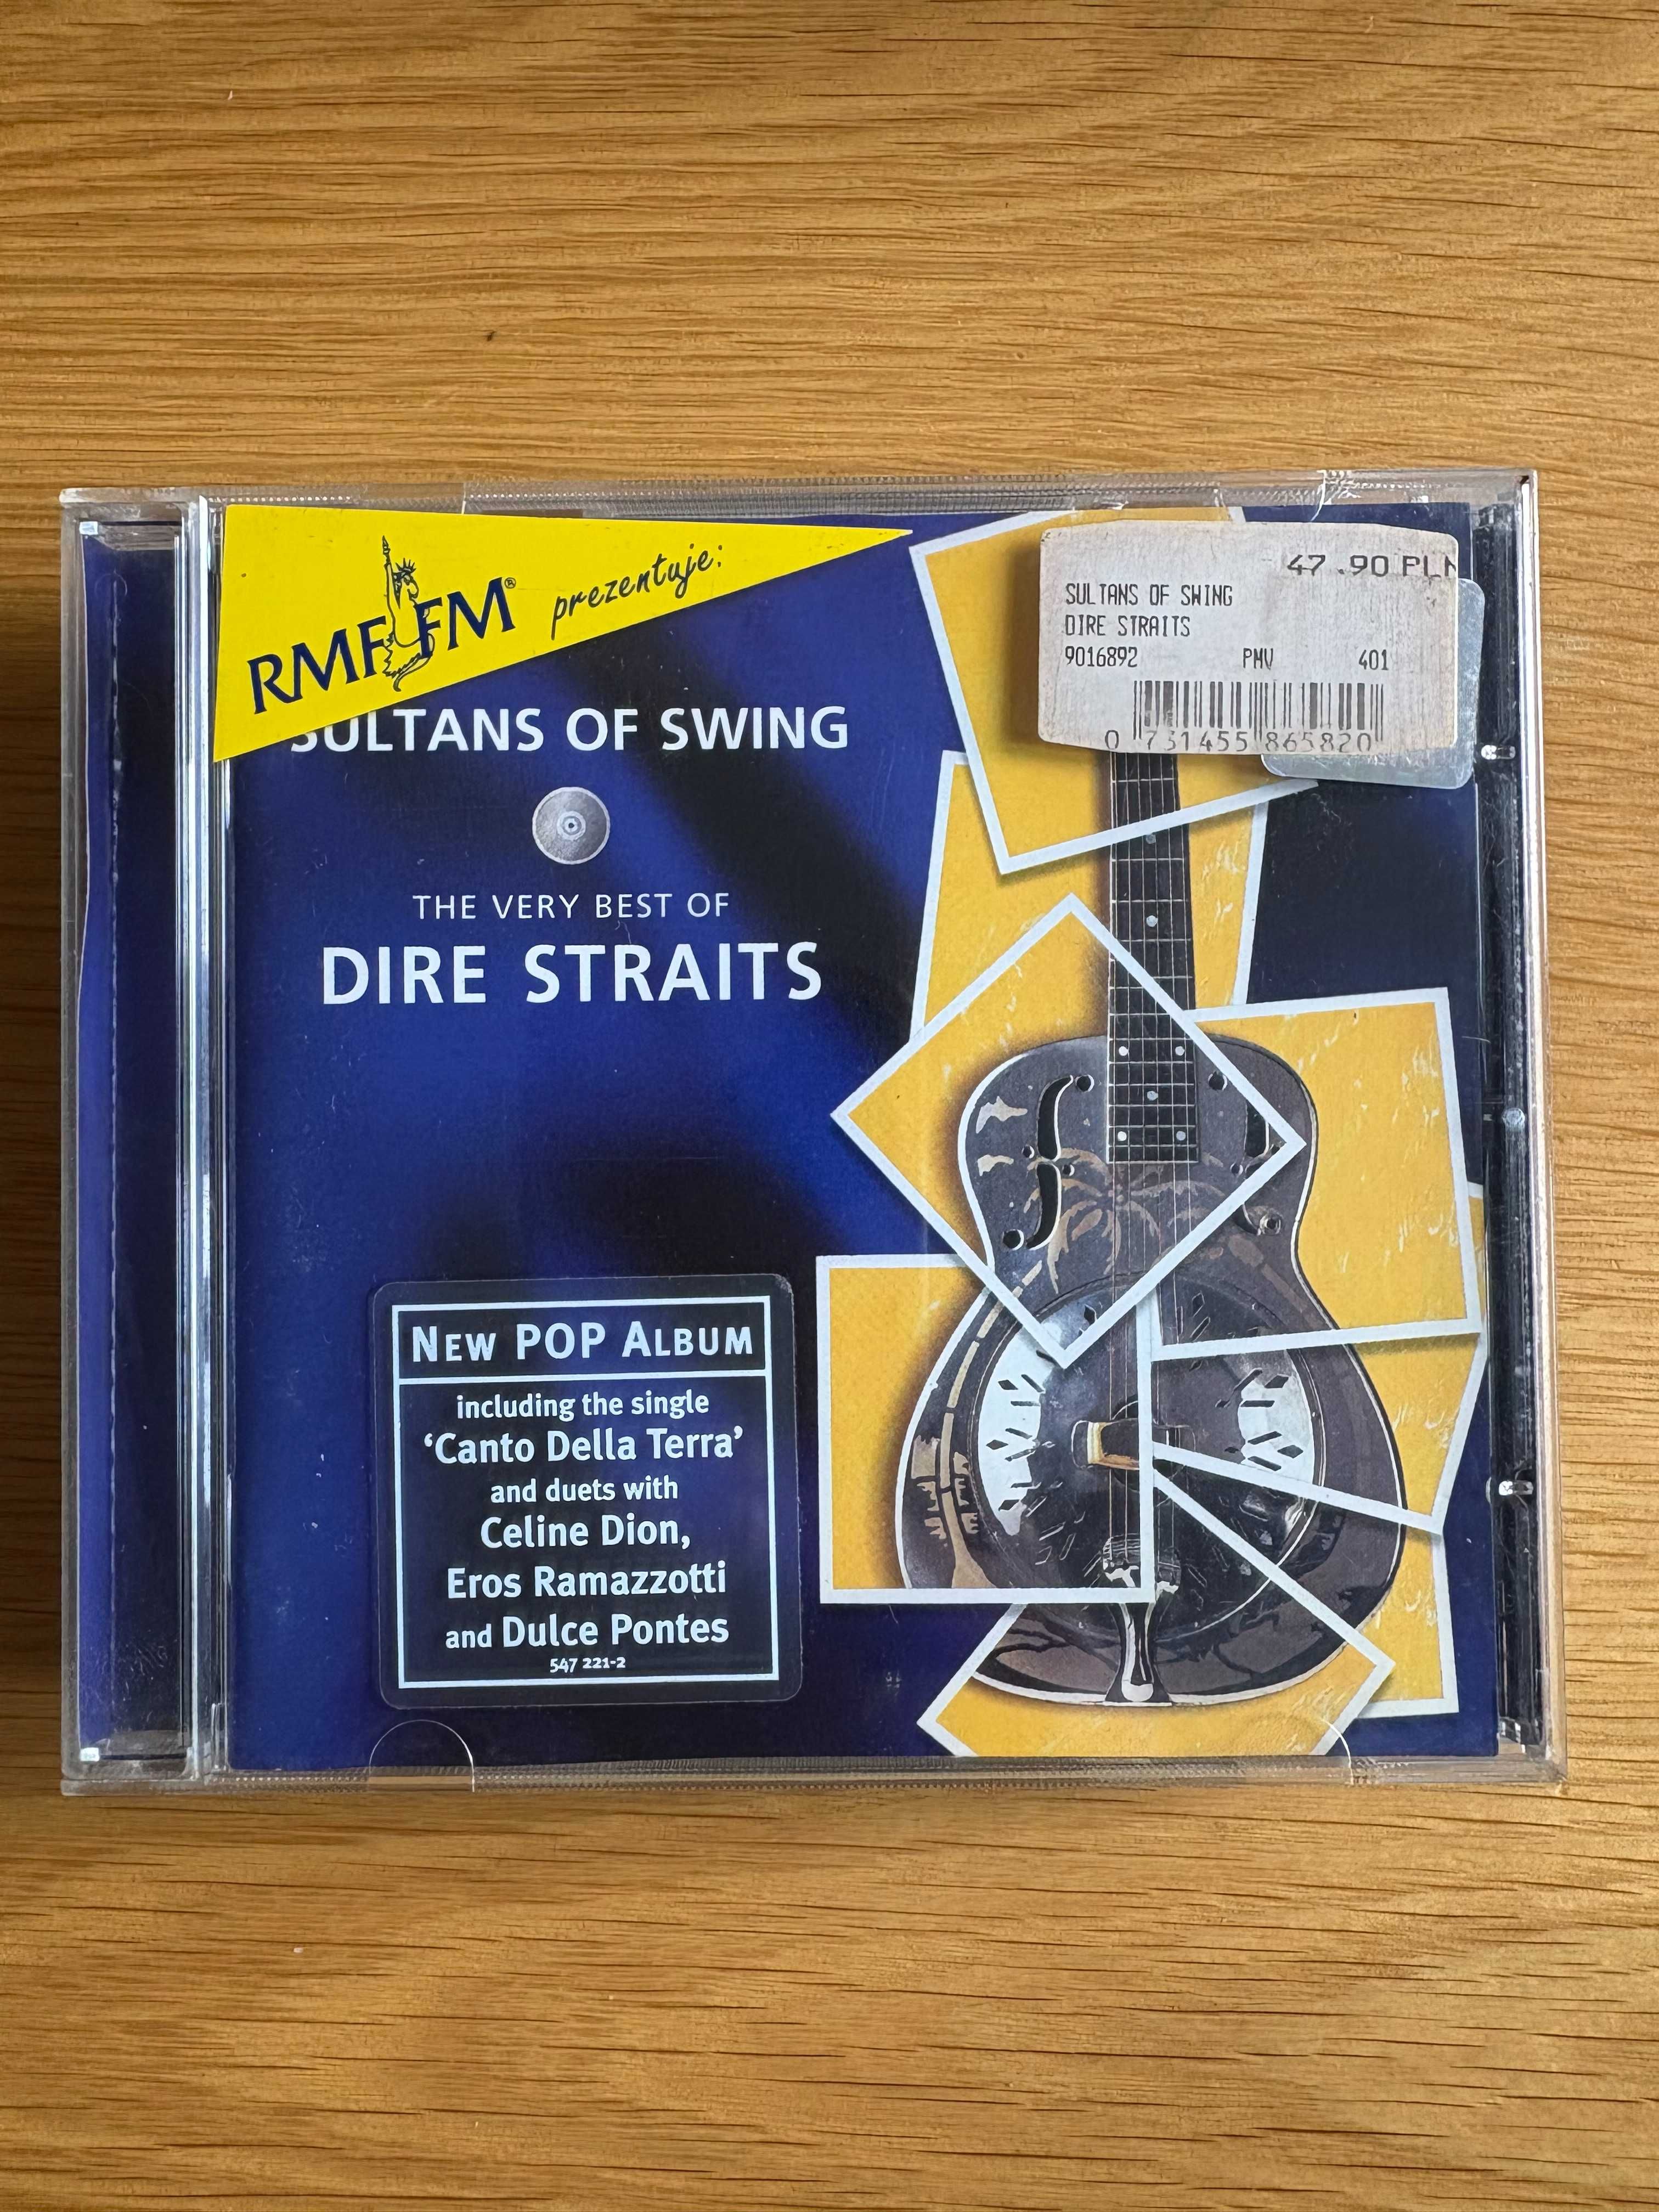 RMF FM® prezentuje:
47.90 PLN
SULTANS OF SWING
DIRE STRAITS
9016892 PMV 401
0 731455 865820
SULTANS OF SWING
THE VERY BEST OF
DIRE STRAITS
NEW POP ALBUM
including the single
‘Canto Della Terra’
and duets with
Celine Dion,
Eros Ramazzotti
and Dulce Pontes
547 221-2